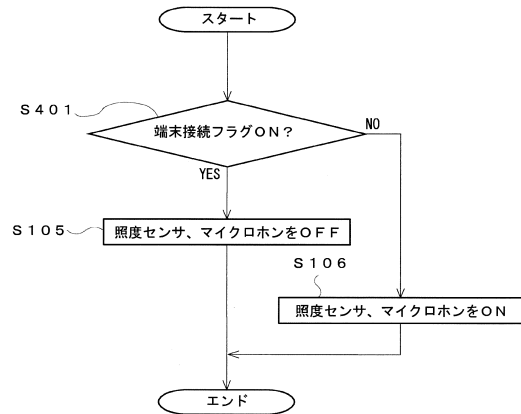 スタート
S401
端末接続フラグON?
NO
YES
S105
照度センサ、マイクロホンをOFF
S106
照度センサ、マイクロホンをON
エンド